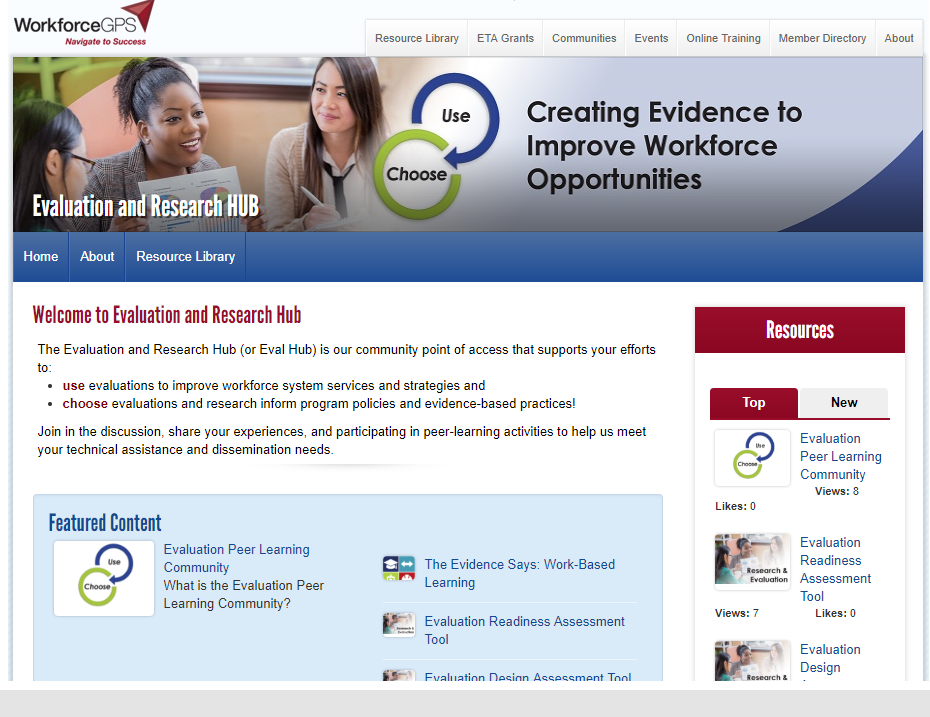 WorkforceGPS
Navigate to Success
Resource Library
ETA Grants
Communities
Events
Online Training
Member Directory
About
Use
Choose
Creating Evidence to
Improve Workforce
Opportunities
Evaluation and Research HUB
Home
About
Resource Library
Welcome to Evaluation and Research Hub
The Evaluation and Research Hub (or Eval Hub) is our community point of access that supports your efforts
to:
• use evaluations to improve workforce system services and strategies and
• choose evaluations and research inform program policies and evidence-based practices!
Join in the discussion, share your experiences, and participating in peer-learning activities to help us meet
your technical assistance and dissemination needs.
Featured Content
Use
Choose
Evaluation Peer Learning
Community
What is the Evaluation Peer
Learning Community?
The Evidence Says: Work-Based
Learning
Research &
Evaluation
Evaluation Readiness Assessment
Tool
Evaluation Design Assessment Tool
Resources
Top
New
Use
Choose
Evaluation
Peer Learning
Community
Views: 8
Likes: 0
Research &
Evaluation
Evaluation
Readiness
Assessment
Tool
Views: 7
Likes: 0
Research &
Evaluation
Design